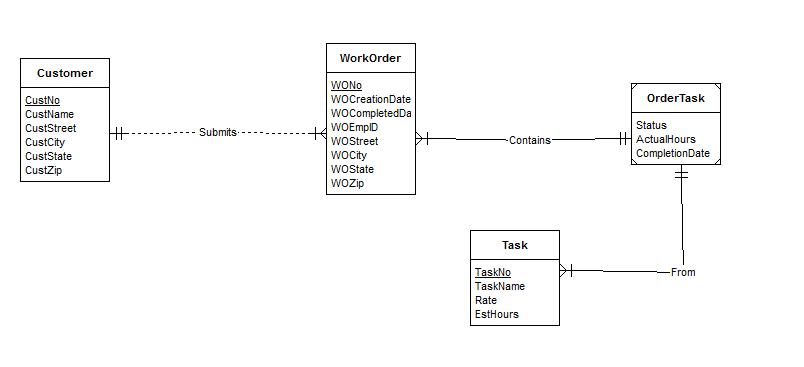 Customer
CustNo
CustName
CustStreet
CustCity
CustState
CustZip
Submits
WorkOrder
WONo
WOCreationDate
WOCompletedDa
WOEmpID
WOStreet
WOCity
WOState
WOZip
Contains
OrderTask
Status
ActualHours
CompletionDate
From
Task
TaskNo
TaskName
Rate
EstHours